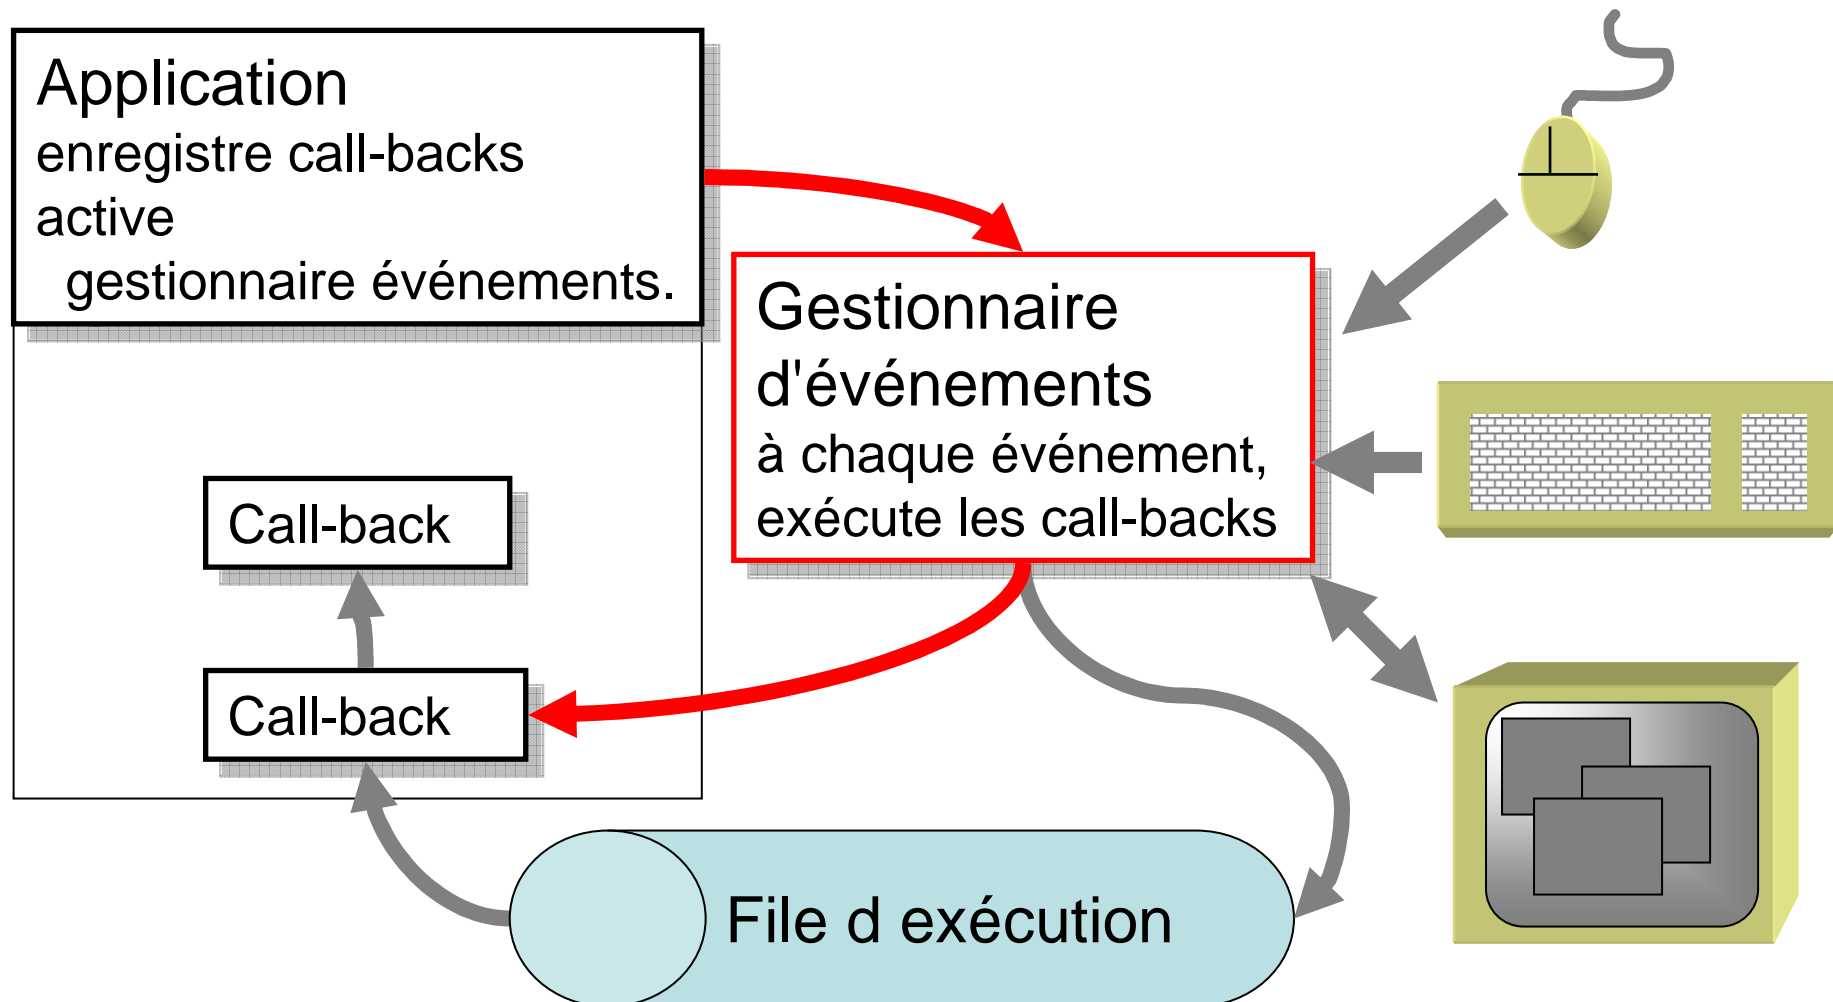 Application
enregistre call-backs
active
gestionnaire événements.
Gestionnaire
d'événements
à chaque événement,
exécute les call-backs
Call-back
Call-back
File d exécution